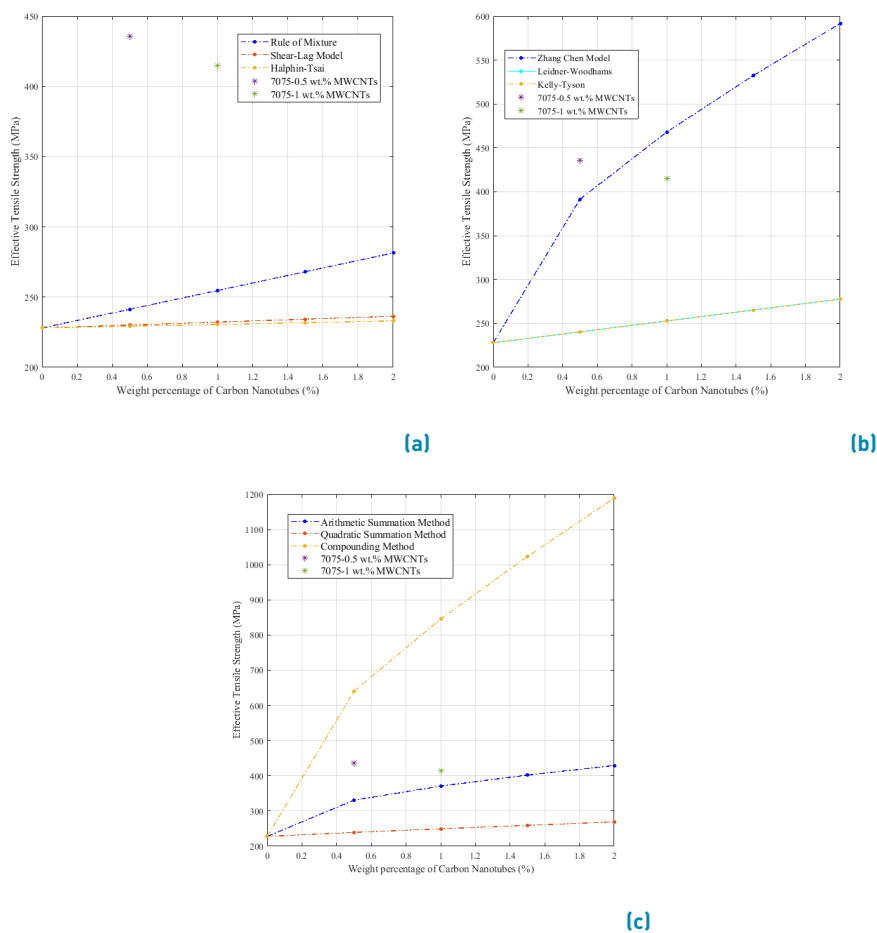 450
400
350
300
250
200
Effective Tensile Strength (MPa)
Rule of Mixture
Shear-Lag Model
Halphin-Tsai
7075-0.5 wt.% MWCNTs
7075-1 wt.% MWCNTs
0 0.2 0.4 0.6 0.8 1 1.2 1.4 1.6 1.8 2
Weight percentage of Carbon Nanotubes (%)
(a)
600
550
500
450
400
350
300
250
200
Effective Tensile Strength (MPa)
Zhang Chen Model
Leidner-Woodhams
Kelly-Tyson
7075-0.5 wt.% MWCNTs
7075-1 wt.% MWCNTs
0 0.2 0.4 0.6 0.8 1 1.2 1.4 1.6 1.8 2
Weight percentage of Carbon Nanotubes (%)
(b)
1200
1100
1000
900
800
700
600
500
400
300
200
Effective Tensile Strength (MPa)
Arithmetic Summation Method
Quadratic Summation Method
Compounding Method
7075-0.5 wt.% MWCNTs
7075-1 wt.% MWCNTs
0 0.2 0.4 0.6 0.8 1 1.2 1.4 1.6 1.8 2
Weight percentage of Carbon Nanotubes (%)
(c)